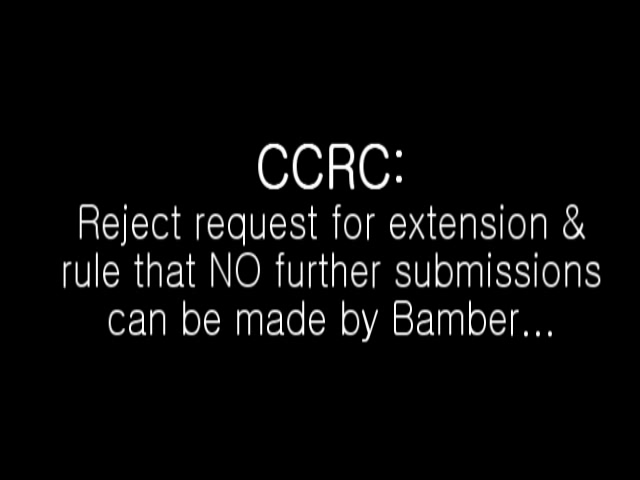 CCRC:
Reject request for extension &
rule that NO further submissions
can be made by Bamber...